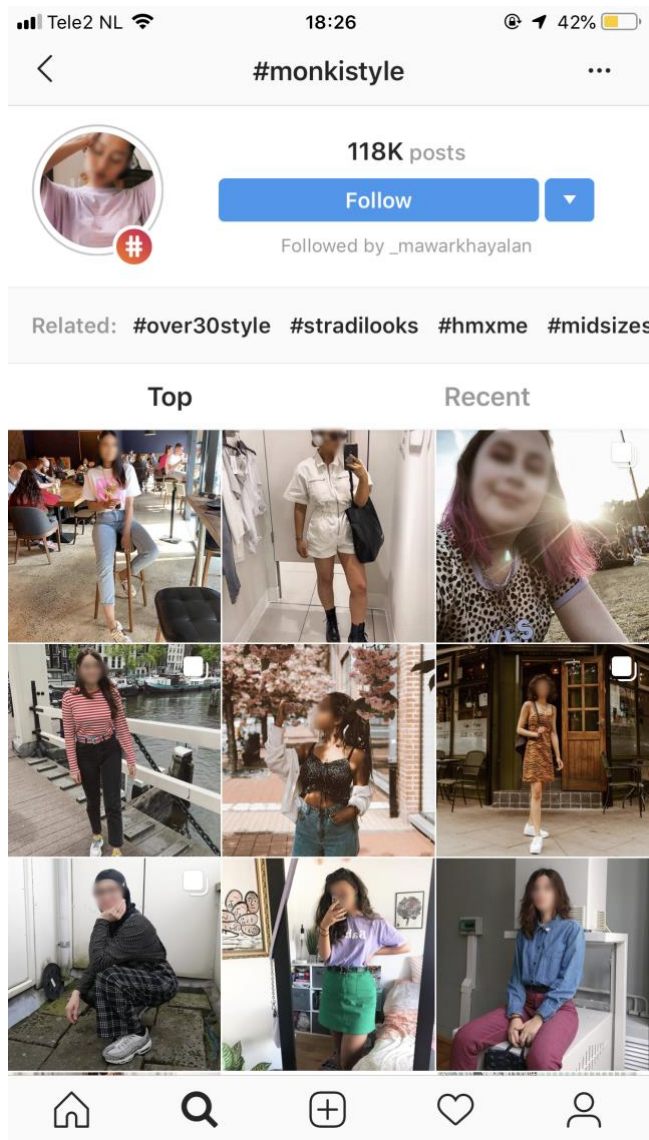 Tele2 NL 18:26 42%
#monkistyle
118K posts
Follow
Followed by _mawarkhayalan
Related: #over30style #stradilooks #hmxme #midsizes
Top Recent